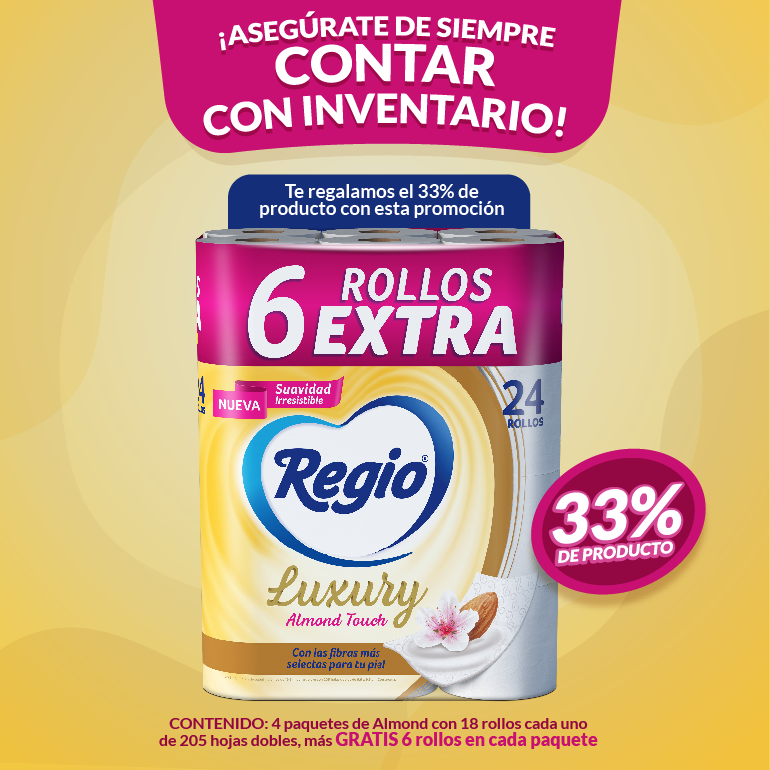 ¡ASEGÚRATE DE SIEMPRE
CONTAR
CON INVENTARIO!
Te regalamos el 33% de
producto con esta promoción
6 ROLLOS
EXTRA
NUEVA
Suavidad
Irresistible
24
ROLLOS
Regio®
Luxury
Almond Touch
Con las fibras más
selectas para tu piel
33%
DE PRODUCTO
CONTENIDO: 4 paquetes de Almond con 18 rollos cada uno
de 205 hojas dobles, más GRATIS 6 rollos en cada paquete